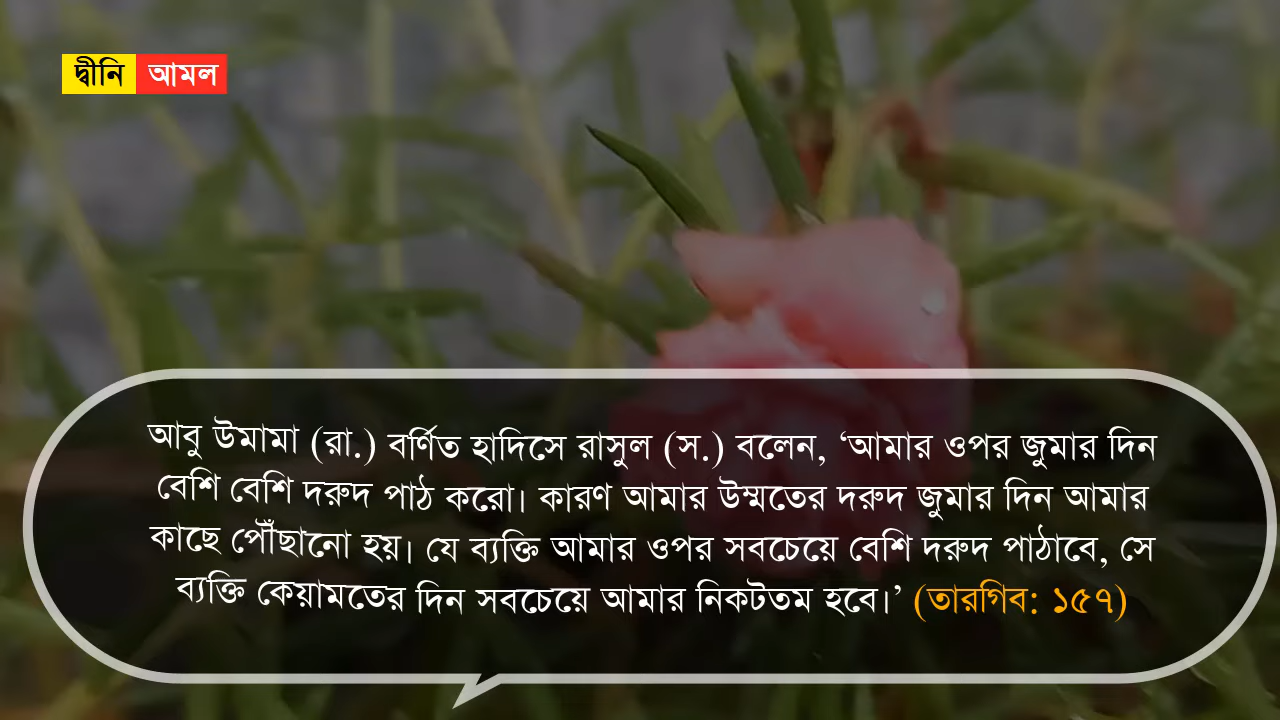 দ্বীনি আমল
আবু উমামা (রা.) বর্ণিত হাদিসে রাসুল (স.) বলেন, ‘আমার ওপর জুমার দিন
বেশি বেশি দরুদ পাঠ করো। কারণ আমার উম্মতের দরুদ জুমার দিন আমার
কাছে পৌঁছানো হয়। যে ব্যক্তি আমার ওপর সবচেয়ে বেশি দরুদ পাঠাবে, সে
ব্যক্তি কেয়ামতের দিন সবচেয়ে আমার নিকটতম হবে।’ (তারগিব: ১৫৭)